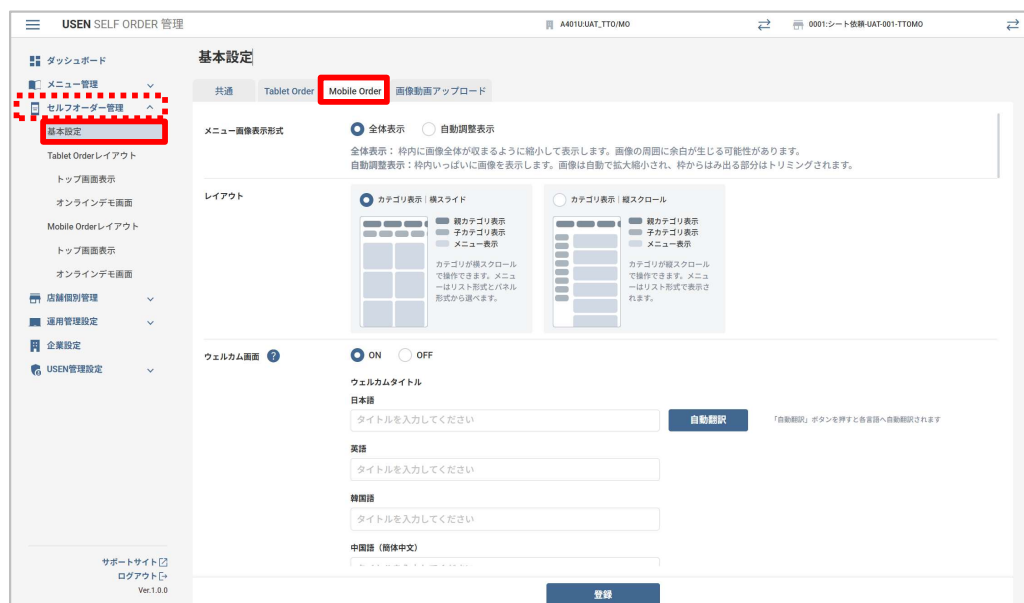 USEN SELF ORDER 管理
A401U:UAT_TTO/MO
0001:シート依頼-UAT-001-TTOMO
ダッシュボード
メニュー管理
セルフオーダー管理
基本設定
Tablet Orderレイアウト
トップ画面表示
オンラインデモ画面
Mobile Orderレイアウト
トップ画面表示
オンラインデモ画面
店舗個別管理
運用管理設定
企業設定
USEN管理設定
サポートサイト
ログアウト
Ver.1.0.0
基本設定
共通
Tablet Order
Mobile Order
画像動画アップロード
メニュー画像表示形式
全体表示
自動調整表示
全体表示： 枠内に画像全体が収まるように縮小して表示します。画像の周囲に余白が生じる可能性があります。
自動調整表示：枠内いっぱいに画像を表示します。画像は自動で拡大縮小され、枠からはみ出る部分はトリミングされます。
レイアウト
カテゴリ表示｜横スライド
親カテゴリ表示
子カテゴリ表示
メニュー表示
カテゴリが横スクロール
で操作できます。メニュ
ーはリスト形式とパネル
形式から選べます。
カテゴリ表示｜縦スクロール
親カテゴリ表示
子カテゴリ表示
メニュー表示
カテゴリが縦スクロール
で操作できます。メニュ
ーはリスト形式で表示さ
れます。
ウェルカム画面 ?
ON
OFF
ウェルカムタイトル
日本語
タイトルを入力してください
自動翻訳
「自動翻訳」ボタンを押すと各言語へ自動翻訳されます
英語
タイトルを入力してください
韓国語
タイトルを入力してください
中国語（簡体中文）
登録